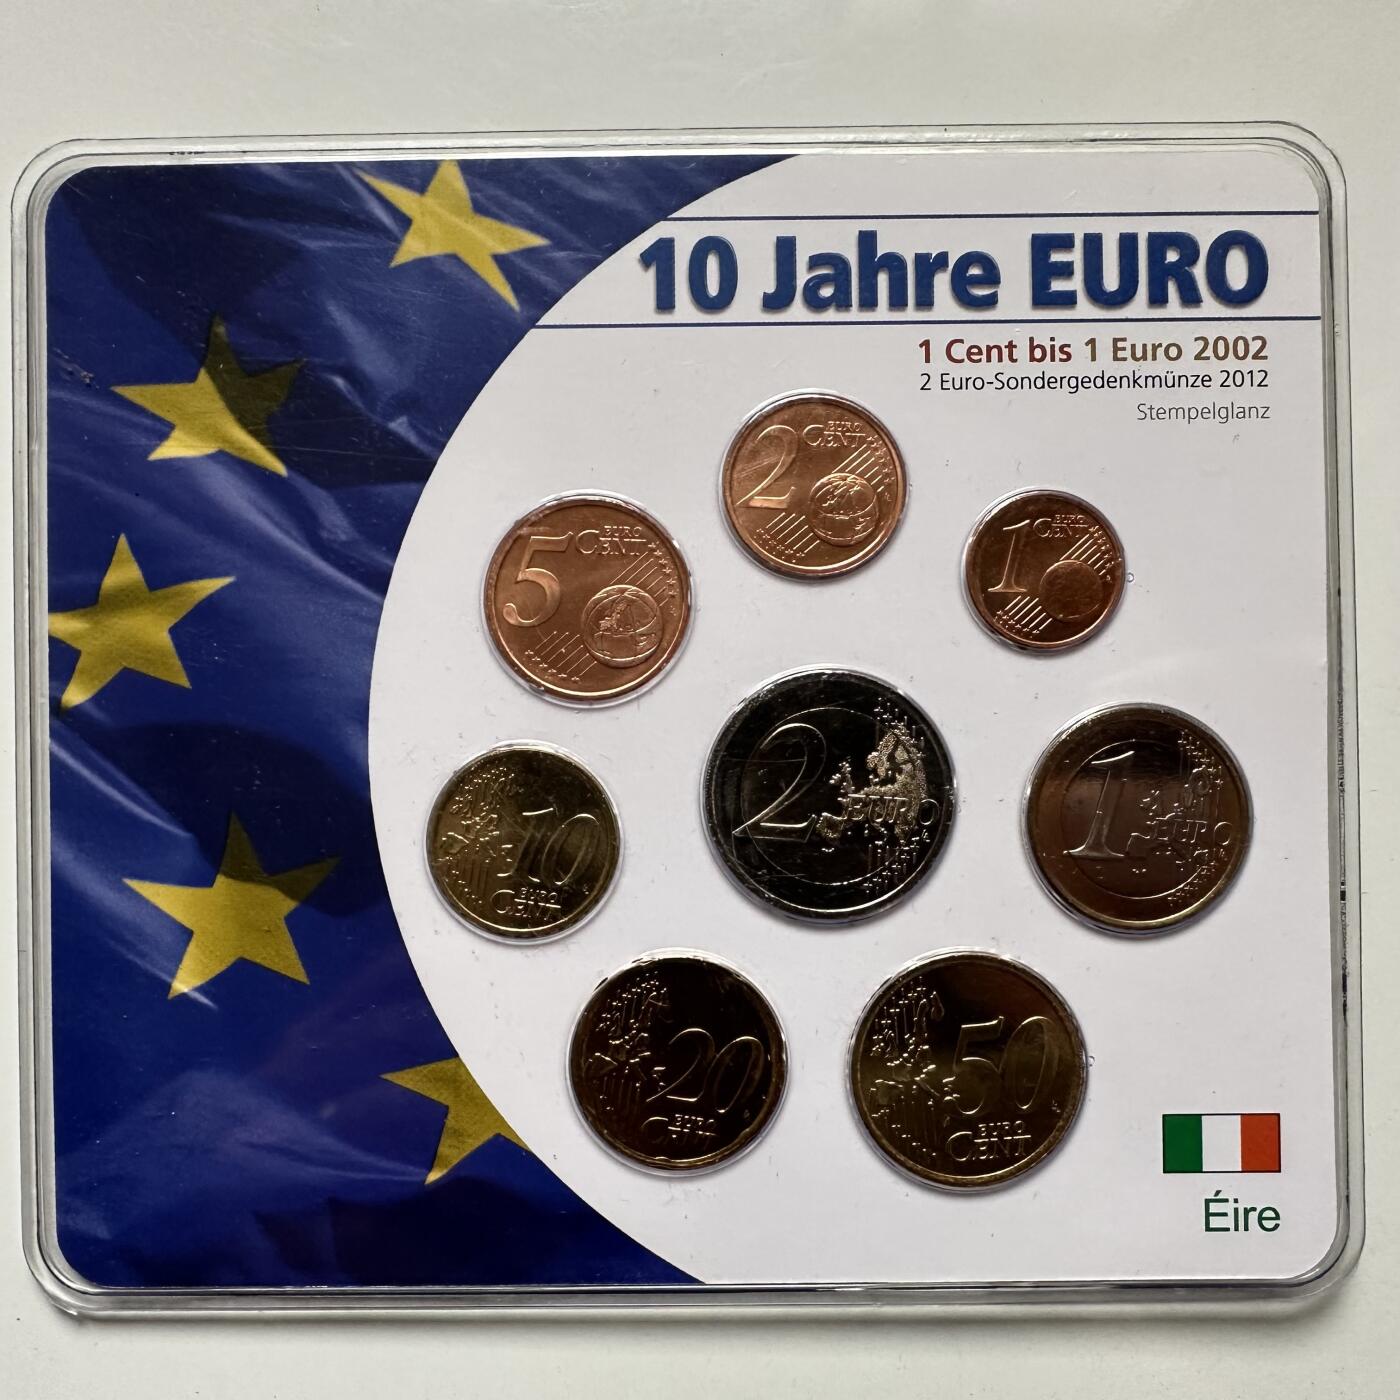 10 Jahre EURO
1 Cent bis 1 Euro 2002
2 Euro-Sondergedenkmünze 2012
Stempelglanz
2 EURO
CENT
5 EURO
CENT
1 EURO
CENT
10
EURO
CENT
2 EURO
1 EURO
20
EURO
CENT
50
EURO
CENT
Éire